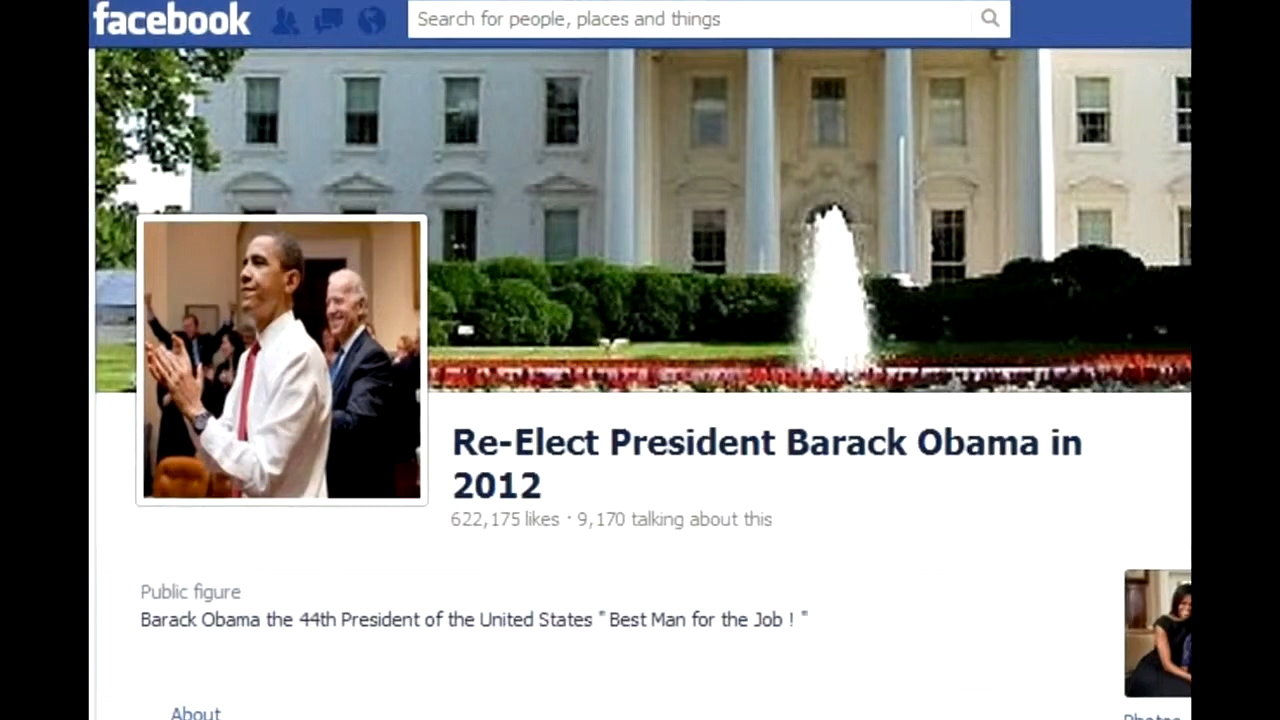 facebook
Search for people, places and things
Re-Elect President Barack Obama in
2012
622,175 likes · 9,170 talking about this
Public figure
Barack Obama the 44th President of the United States " Best Man for the Job ! "
About
Photos